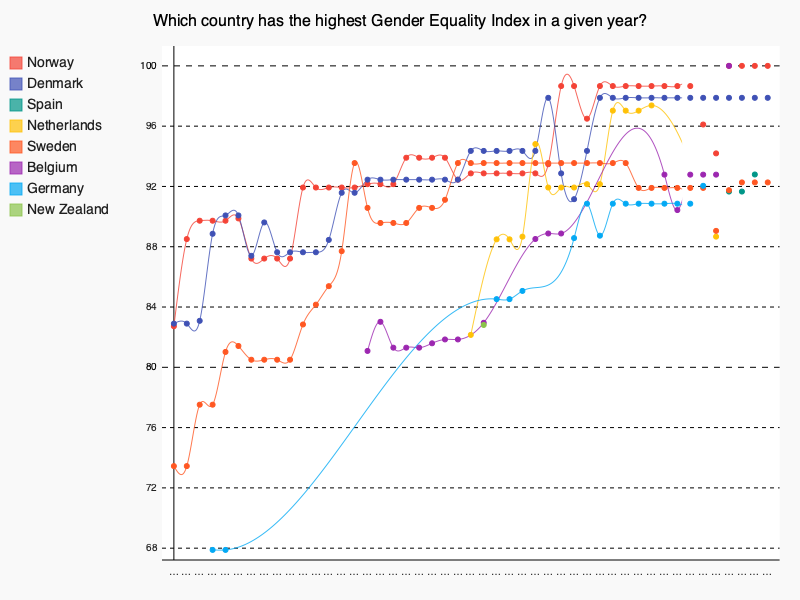 Which country has the highest Gender Equality Index in a given year?
Norway
Denmark
Spain
Netherlands
Sweden
Belgium
Germany
New Zealand
100
96
92
88
84
80
76
72
68
... ... ... ... ... ... ... ... ... ... ... ... ... ... ... ... ... ... ... ... ... ... ... ... ... ... ... ... ... ... ... ... ... ... ... ... ... ... ... ... ... ... ... ... ... ... ...